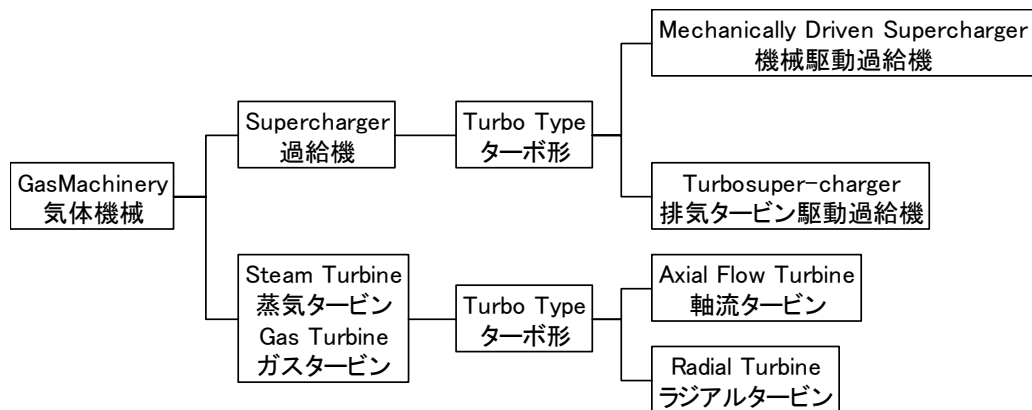 Mechanically Driven Supercharger
機械駆動過給機
Supercharger
過給機
Turbo Type
ターボ形
GasMachinery
気体機械
Turbosuper-charger
排気タービン駆動過給機
Steam Turbine
蒸気タービン
Gas Turbine
ガスタービン
Turbo Type
ターボ形
Axial Flow Turbine
軸流タービン
Radial Turbine
ラジアルタービン